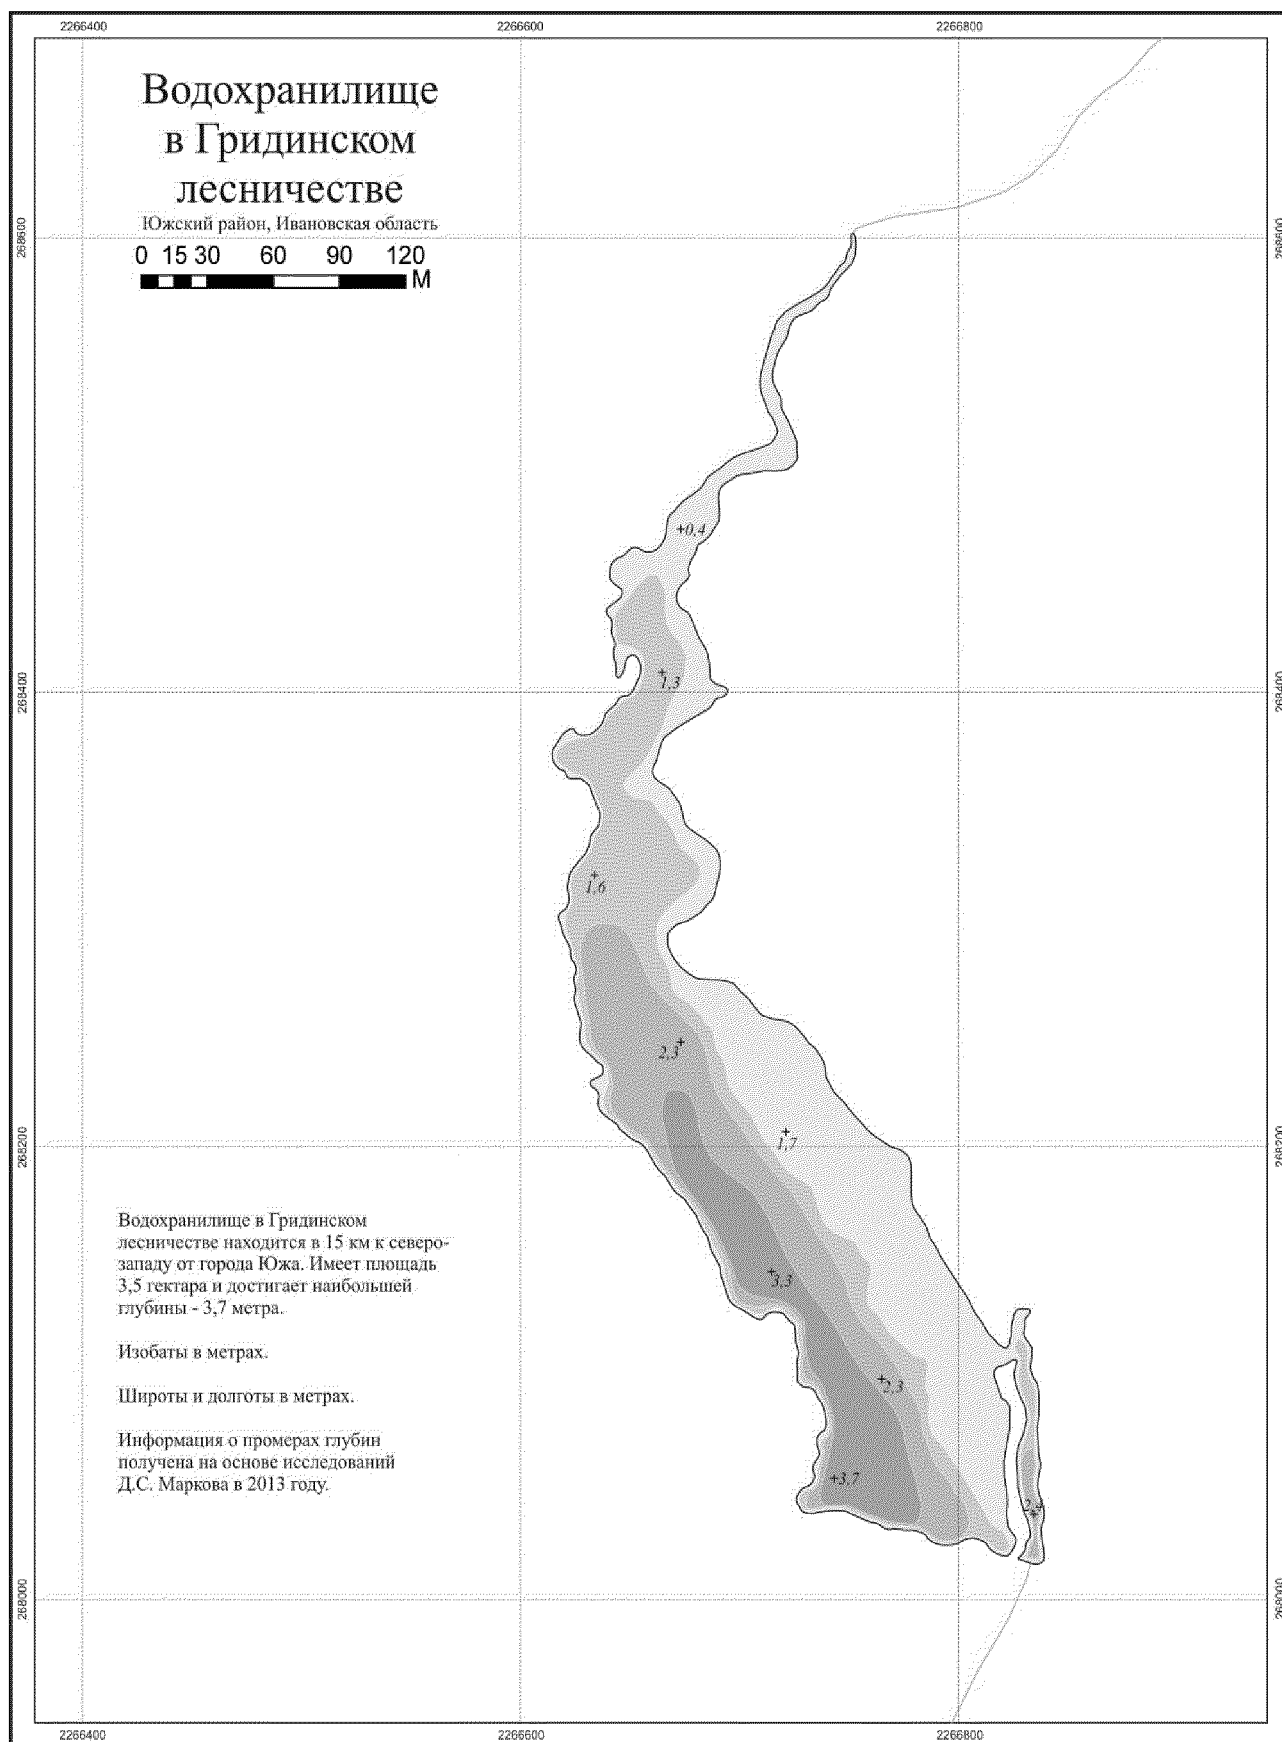 2266400 2266600 2266800
Водохранилище
в Гридинском
лесничестве
Южский район, Ивановская область
0 15 30 60 90 120
М
268600 268600
+0,4
1,3
268400 268400
1,6
2,3
1,7
268200 268200
Водохранилище в Гридинском
лесничестве находится в 15 км к северо-
западу от города Южа. Имеет площадь
3,5 гектара и достигает наибольшей
глубины - 3,7 метра.
Изобаты в метрах.
Широты и долготы в метрах.
Информация о промерах глубин
получена на основе исследований
Д.С. Маркова в 2013 году.
3,3
2,3
+3,7
2,4
268000 268000
2266400 2266600 2266800